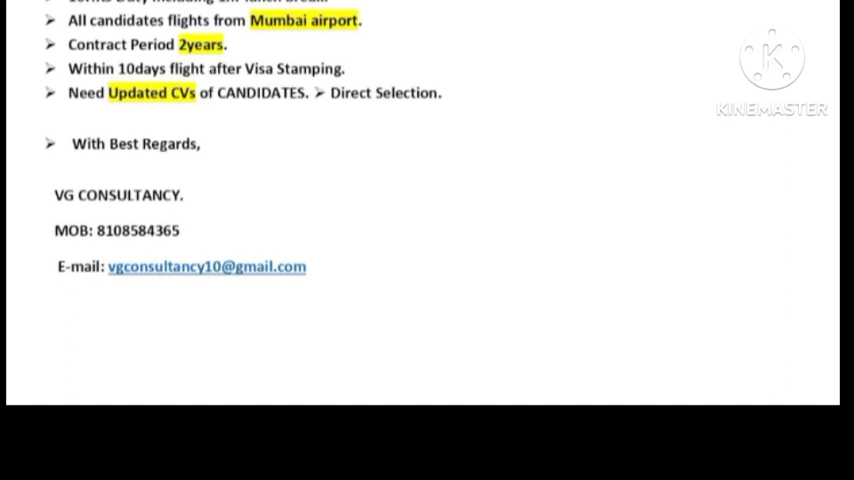 ➢ All candidates flights from Mumbai airport.
➢ Contract Period 2years.
➢ Within 10days flight after Visa Stamping.
➢ Need Updated CVs of CANDIDATES. ➢ Direct Selection.
➢ With Best Regards,
VG CONSULTANCY.
MOB: 8108584365
E-mail: vgconsultancy10@gmail.com
K
KINEMASTER